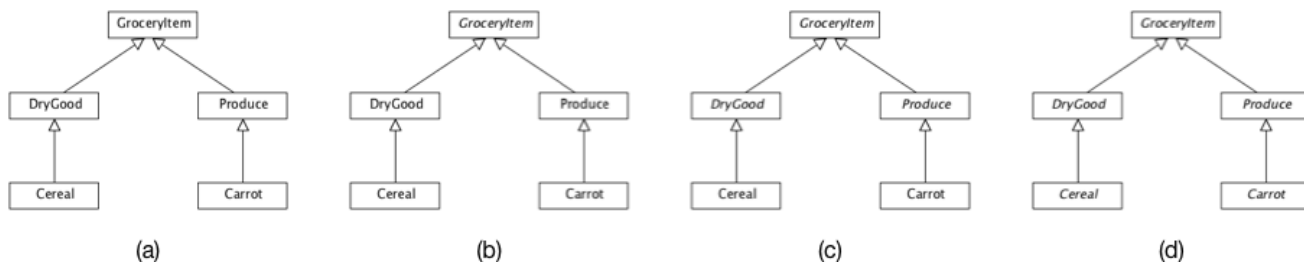 GroceryItem GroceryItem GroceryItem GroceryItem
DryGood Produce DryGood Produce DryGood Produce DryGood Produce
Cereal Carrot Cereal Carrot Cereal Carrot Cereal Carrot
(a) (b) (c) (d)